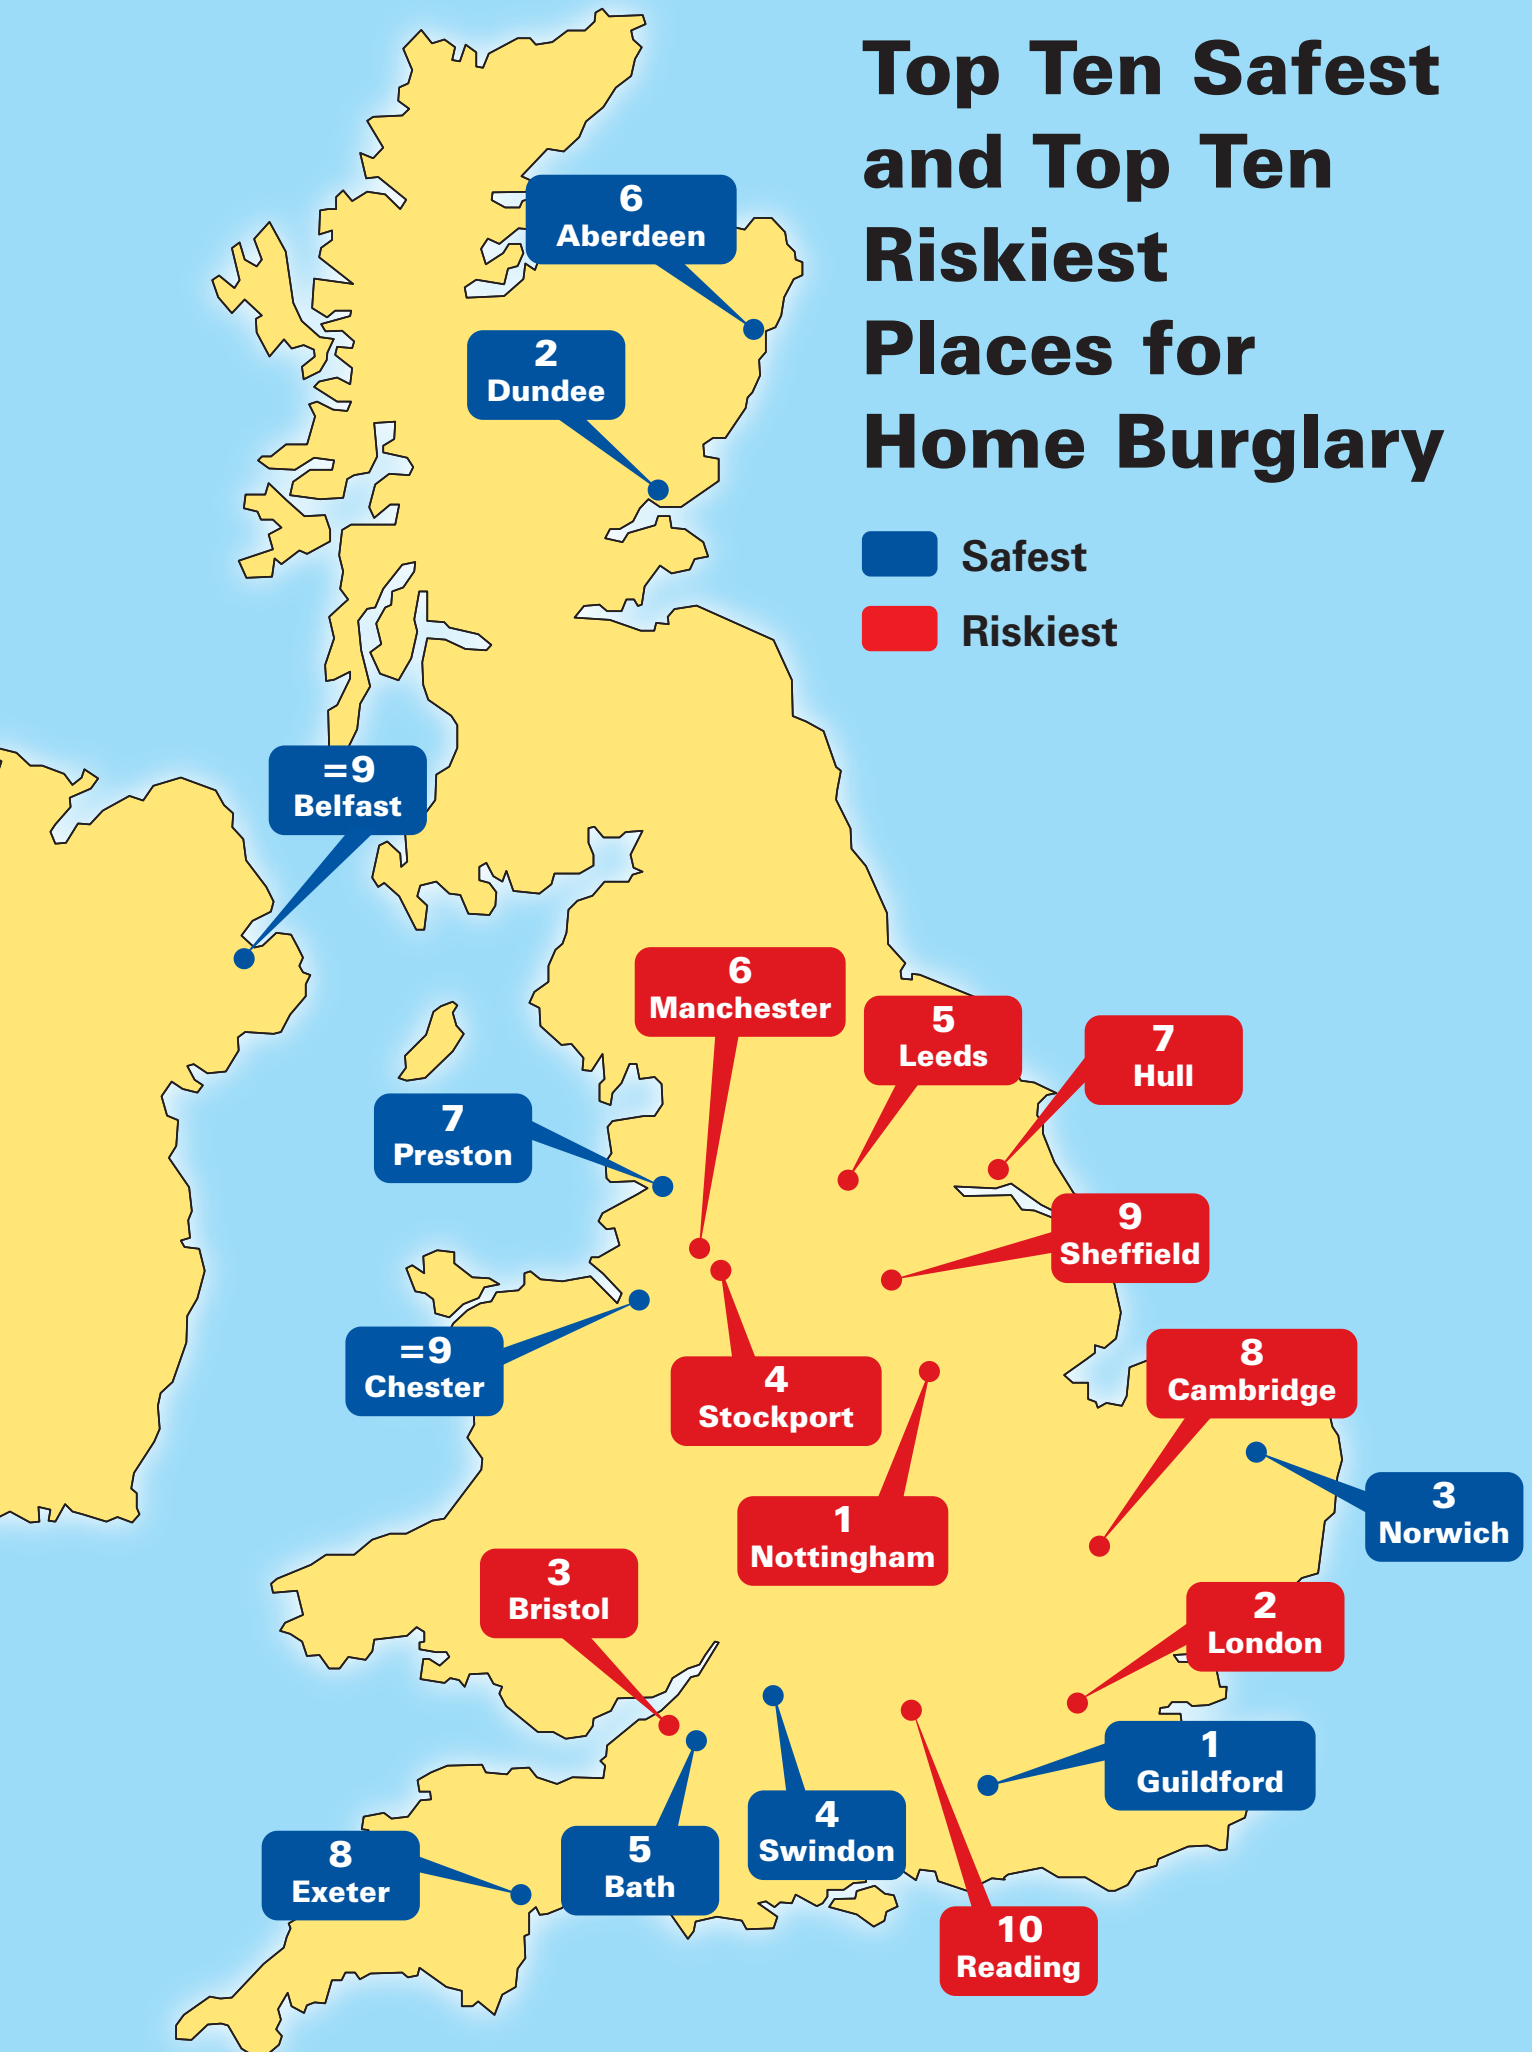 Top Ten Safest
and Top Ten
Riskiest
Places for
Home Burglary
Safest
Riskiest
6
Aberdeen
2
Dundee
=9
Belfast
6
Manchester
5
Leeds
7
Hull
7
Preston
9
Sheffield
=9
Chester
4
Stockport
8
Cambridge
3
Norwich
1
Nottingham
3
Bristol
2
London
1
Guildford
4
Swindon
5
Bath
8
Exeter
10
Reading